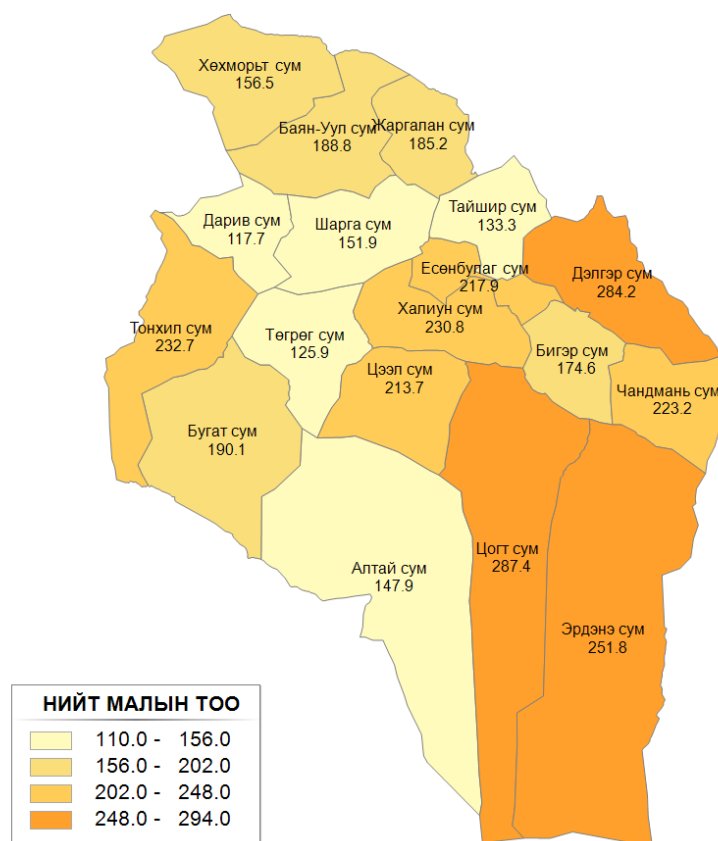 Хөхморьт сум
156.5
Баян-Уул сум
188.8
Жаргалан сум
185.2
Тайшир сум
133.3
Дарив сум
117.7
Шарга сум
151.9
Есөнбулаг сум
217.9
Дэлгэр сум
284.2
Тонхил сум
232.7
Төгрөг сум
125.9
Халиун сум
230.8
Бигэр сум
174.6
Цээл сум
213.7
Чандмань сум
223.2
Бугат сум
190.1
Алтай сум
147.9
Цогт сум
287.4
Эрдэнэ сум
251.8
НИЙТ МАЛЫН ТОО
110.0 - 156.0
156.0 - 202.0
202.0 - 248.0
248.0 - 294.0